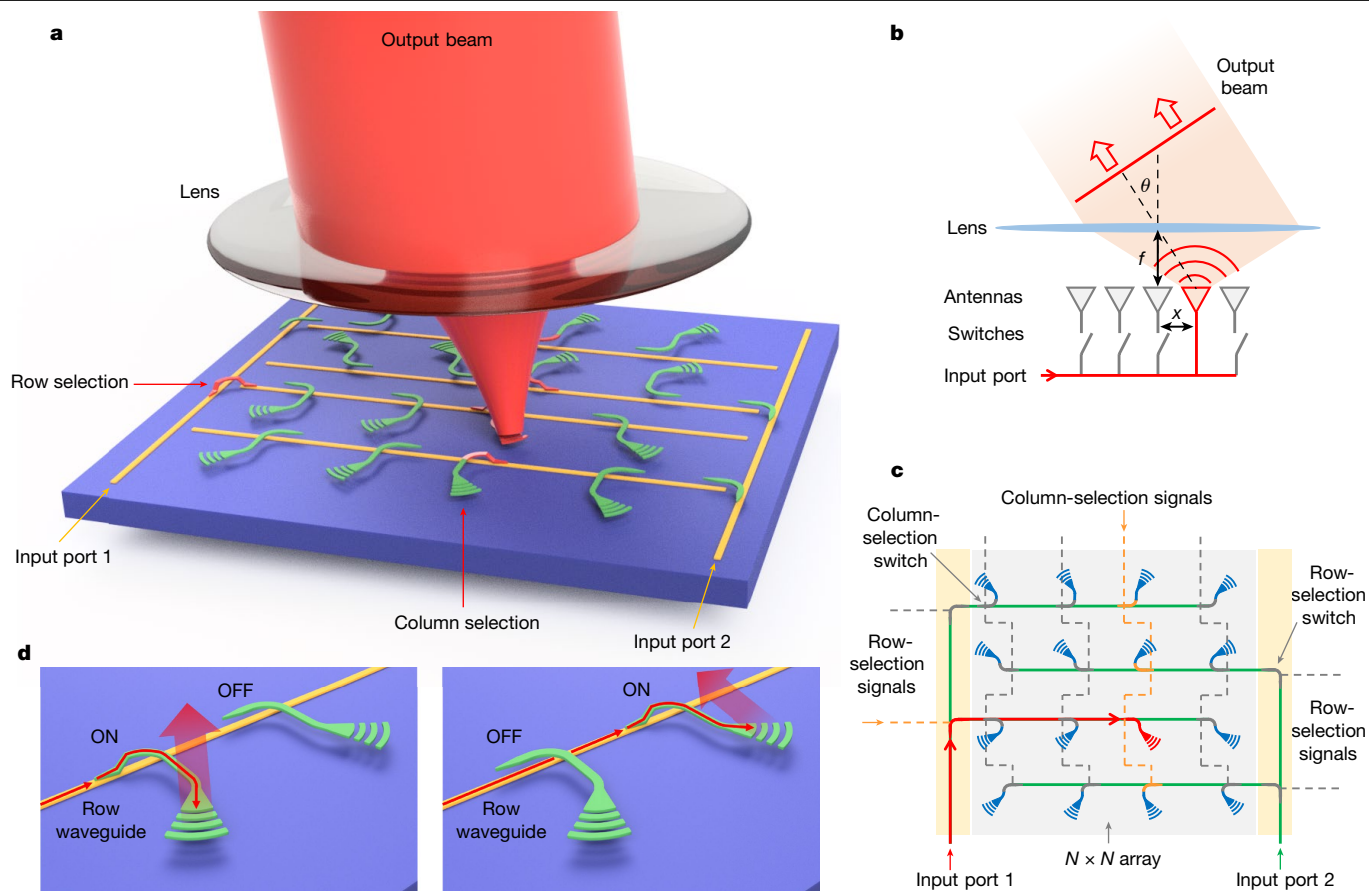 a
Output beam
Lens
Row selection
Input port 1
Column selection
Input port 2
b
Output
beam
θ
Lens
f
Antennas
x
Switches
Input port
c
Column-selection signals
Column-
selection
switch
Row-
selection
switch
Row-
selection
signals
Row-
selection
signals
N × N array
Input port 1
Input port 2
d
OFF
ON
Row
waveguide
ON
OFF
Row
waveguide